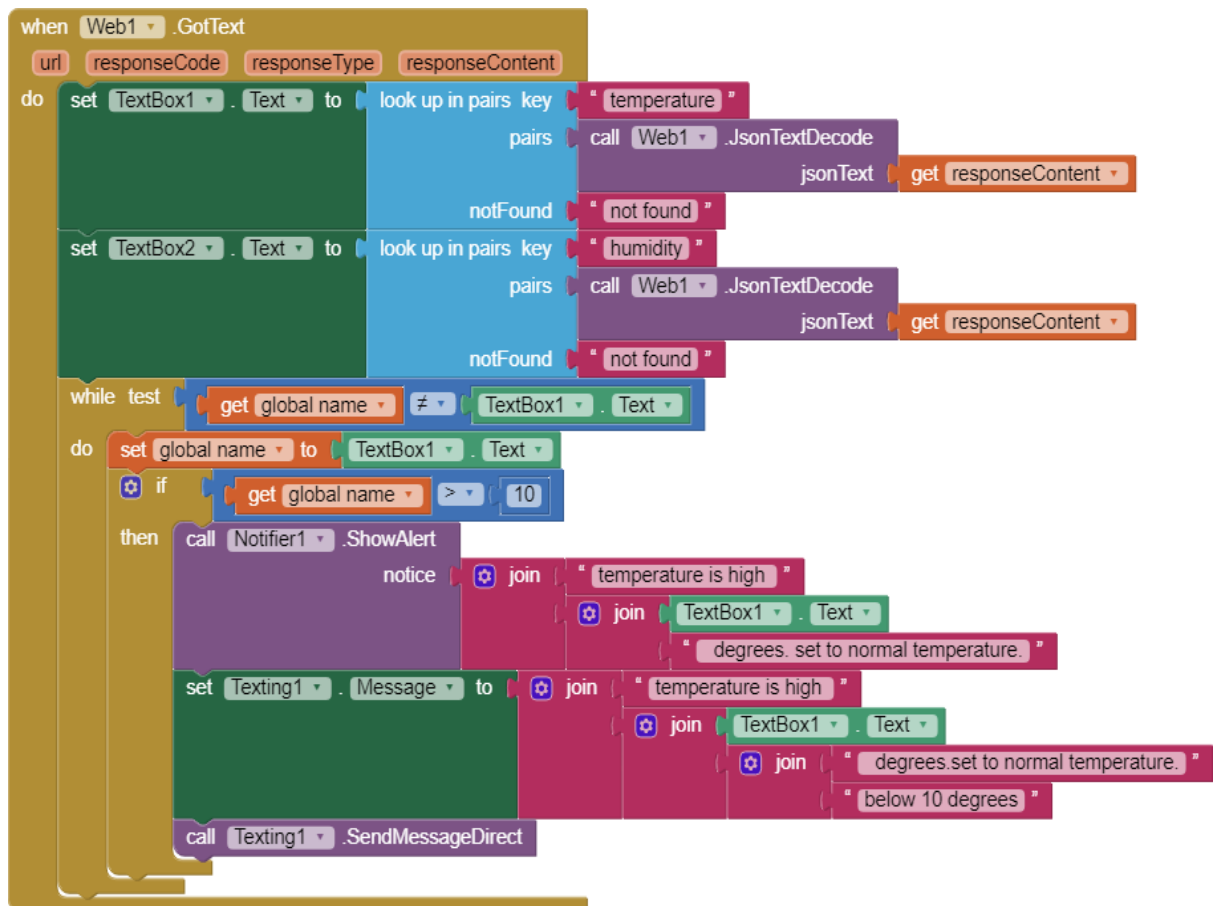 when Web1 .GotText
url responseCode responseType responseContent
do set TextBox1 . Text to look up in pairs key " temperature "
pairs call Web1 .JsonTextDecode
jsonText get responseContent
notFound " not found "
set TextBox2 . Text to look up in pairs key " humidity "
pairs call Web1 .JsonTextDecode
jsonText get responseContent
notFound " not found "
while test get global name ≠ TextBox1 . Text
do set global name to TextBox1 . Text
if get global name > 10
then call Notifier1 .ShowAlert
notice join " temperature is high "
join TextBox1 . Text
" degrees. set to normal temperature. "
set Texting1 . Message to join " temperature is high "
join TextBox1 . Text
join " degrees.set to normal temperature. "
" below 10 degrees "
call Texting1 .SendMessageDirect